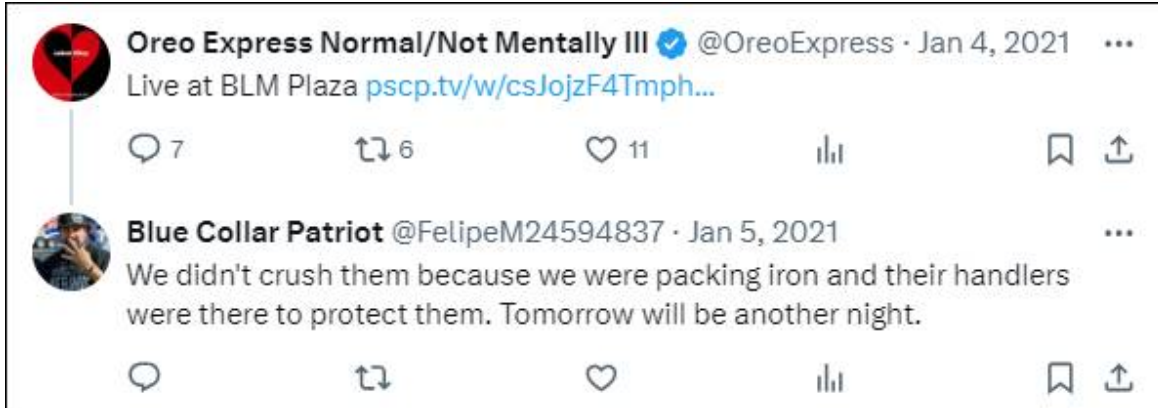 Oreo Express Normal/Not Mentally Ill @OreoExpress · Jan 4, 2021
Live at BLM Plaza pscp.tv/w/csJojzF4Tmph...
7 6 11
Blue Collar Patriot @FelipeM24594837 · Jan 5, 2021
We didn't crush them because we were packing iron and their handlers
were there to protect them. Tomorrow will be another night.